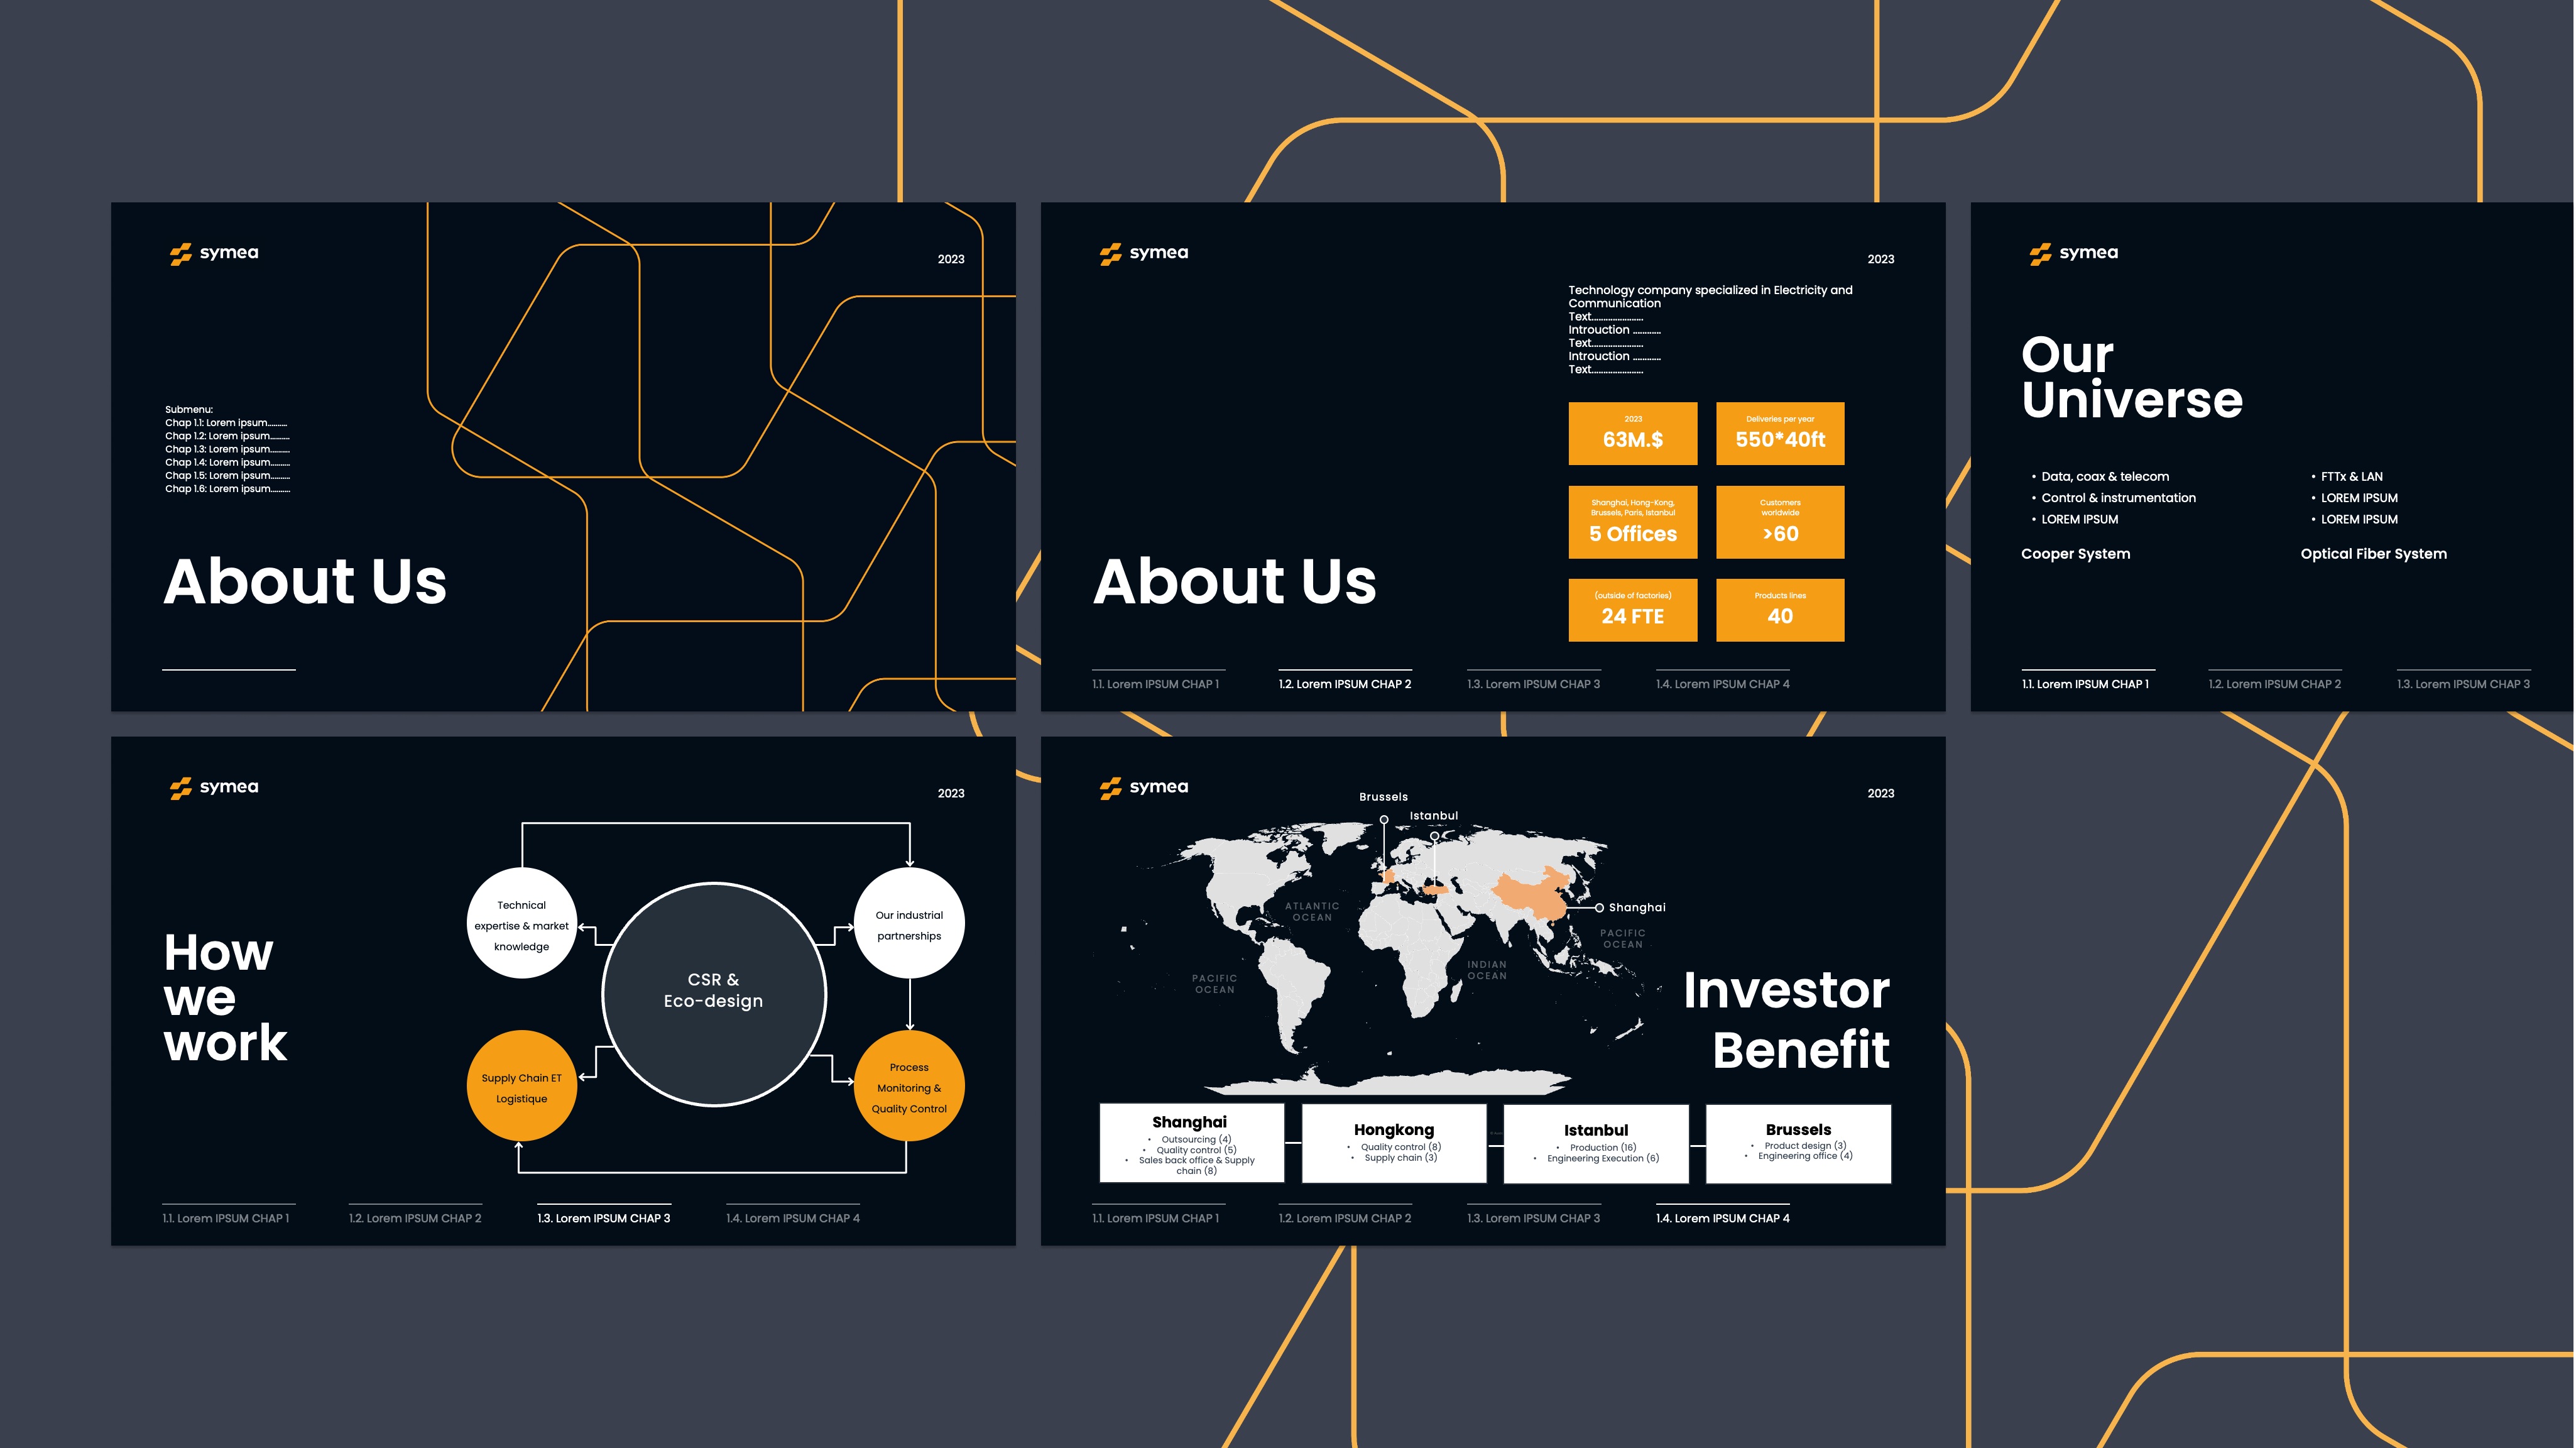 symea
2023
Submenu:
Chap 1.1: Lorem ipsum..........
Chap 1.2: Lorem ipsum..........
Chap 1.3: Lorem ipsum..........
Chap 1.4: Lorem ipsum..........
Chap 1.5: Lorem ipsum..........
Chap 1.6: Lorem ipsum..........
About Us
symea
2023
Technology company specialized in Electricity and
Communication
Text......................
Introuction ............
Text......................
Introuction ............
Text......................
2023
63M.$
Deliveries per year
550*40ft
Shanghai, Hong-Kong,
Brussels, Paris, Istanbul
5 Offices
Customers
worldwide
>60
(outside of factories)
24 FTE
Products lines
40
About Us
1.1. Lorem IPSUM CHAP 1
1.2. Lorem IPSUM CHAP 2
1.3. Lorem IPSUM CHAP 3
1.4. Lorem IPSUM CHAP 4
symea
Our
Universe
• Data, coax & telecom
• Control & instrumentation
• LOREM IPSUM
Cooper System
• FTTx & LAN
• LOREM IPSUM
• LOREM IPSUM
Optical Fiber System
1.1. Lorem IPSUM CHAP 1
1.2. Lorem IPSUM CHAP 2
1.3. Lorem IPSUM CHAP 3
symea
2023
How
we
work
Technical
expertise & market
knowledge
Our industrial
partnerships
CSR &
Eco-design
Supply Chain ET
Logistique
Process
Monitoring &
Quality Control
1.1. Lorem IPSUM CHAP 1
1.2. Lorem IPSUM CHAP 2
1.3. Lorem IPSUM CHAP 3
1.4. Lorem IPSUM CHAP 4
symea
2023
Brussels
Istanbul
Shanghai
ATLANTIC
OCEAN
PACIFIC
OCEAN
INDIAN
OCEAN
PACIFIC
OCEAN
Investor
Benefit
Shanghai
• Outsourcing (4)
• Quality control (5)
• Sales back office & Supply
chain (8)
Hongkong
• Quality control (8)
• Supply chain (3)
Istanbul
• Production (16)
• Engineering Execution (6)
Brussels
• Product design (3)
• Engineering office (4)
1.1. Lorem IPSUM CHAP 1
1.2. Lorem IPSUM CHAP 2
1.3. Lorem IPSUM CHAP 3
1.4. Lorem IPSUM CHAP 4